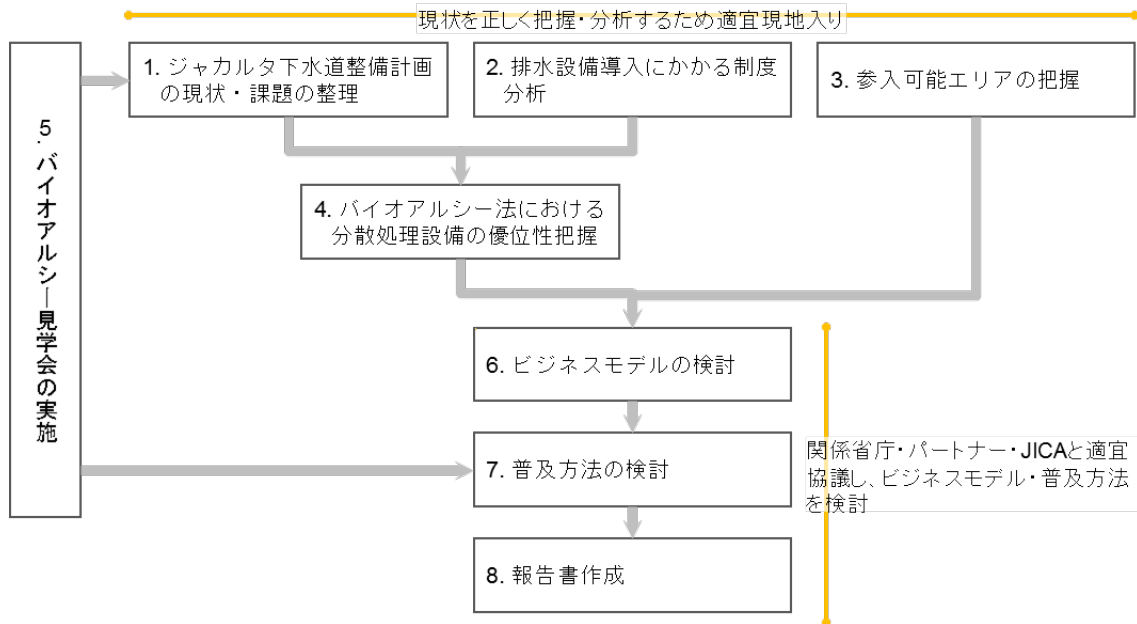 現状を正しく把握・分析するため適宜現地入り
1. ジャカルタ下水道整備計画
の現状・課題の整理
2. 排水設備導入にかかる制度
分析
3. 参入可能エリアの把握
5. バイオアルシー見学会の実施
4. バイオアルシー法における
分散処理設備の優位性把握
6. ビジネスモデルの検討
7. 普及方法の検討
関係省庁・パートナー・JICAと適宜
協議し、ビジネスモデル・普及方法
を検討
8. 報告書作成